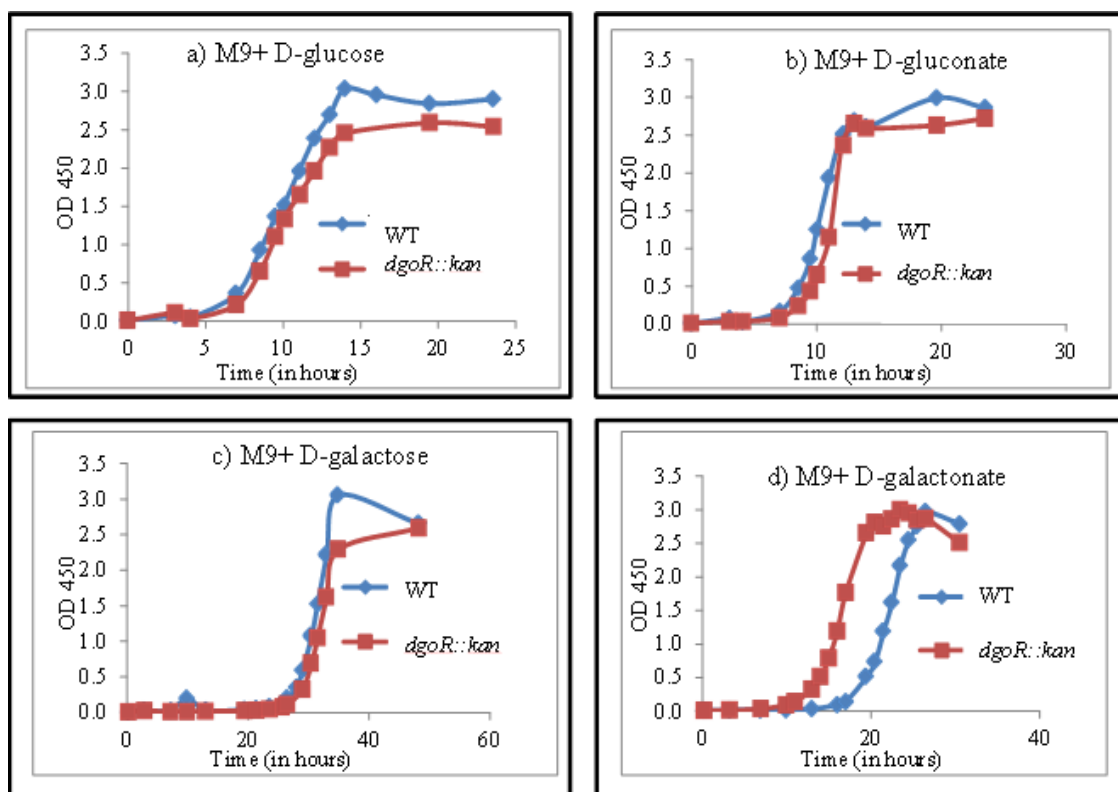 a) M9+ D-glucose
3.5
3.0
2.5
2.0
1.5
1.0
0.5
0.0
OD 450
WT
dgoR::kan
0 5 10 15 20 25
Time (in hours)
b) M9+ D-gluconate
3.5
3.0
2.5
2.0
1.5
1.0
0.5
0.0
OD 450
WT
dgoR::kan
0 10 20 30
Time (in hours)
c) M9+ D-galactose
3.5
3.0
2.5
2.0
1.5
1.0
0.5
0.0
OD 450
WT
dgoR::kan
0 20 40 60
Time (in hours)
d) M9+ D-galactonate
3.5
3.0
2.5
2.0
1.5
1.0
0.5
0.0
OD 450
WT
dgoR::kan
0 20 40
Time (in hours)